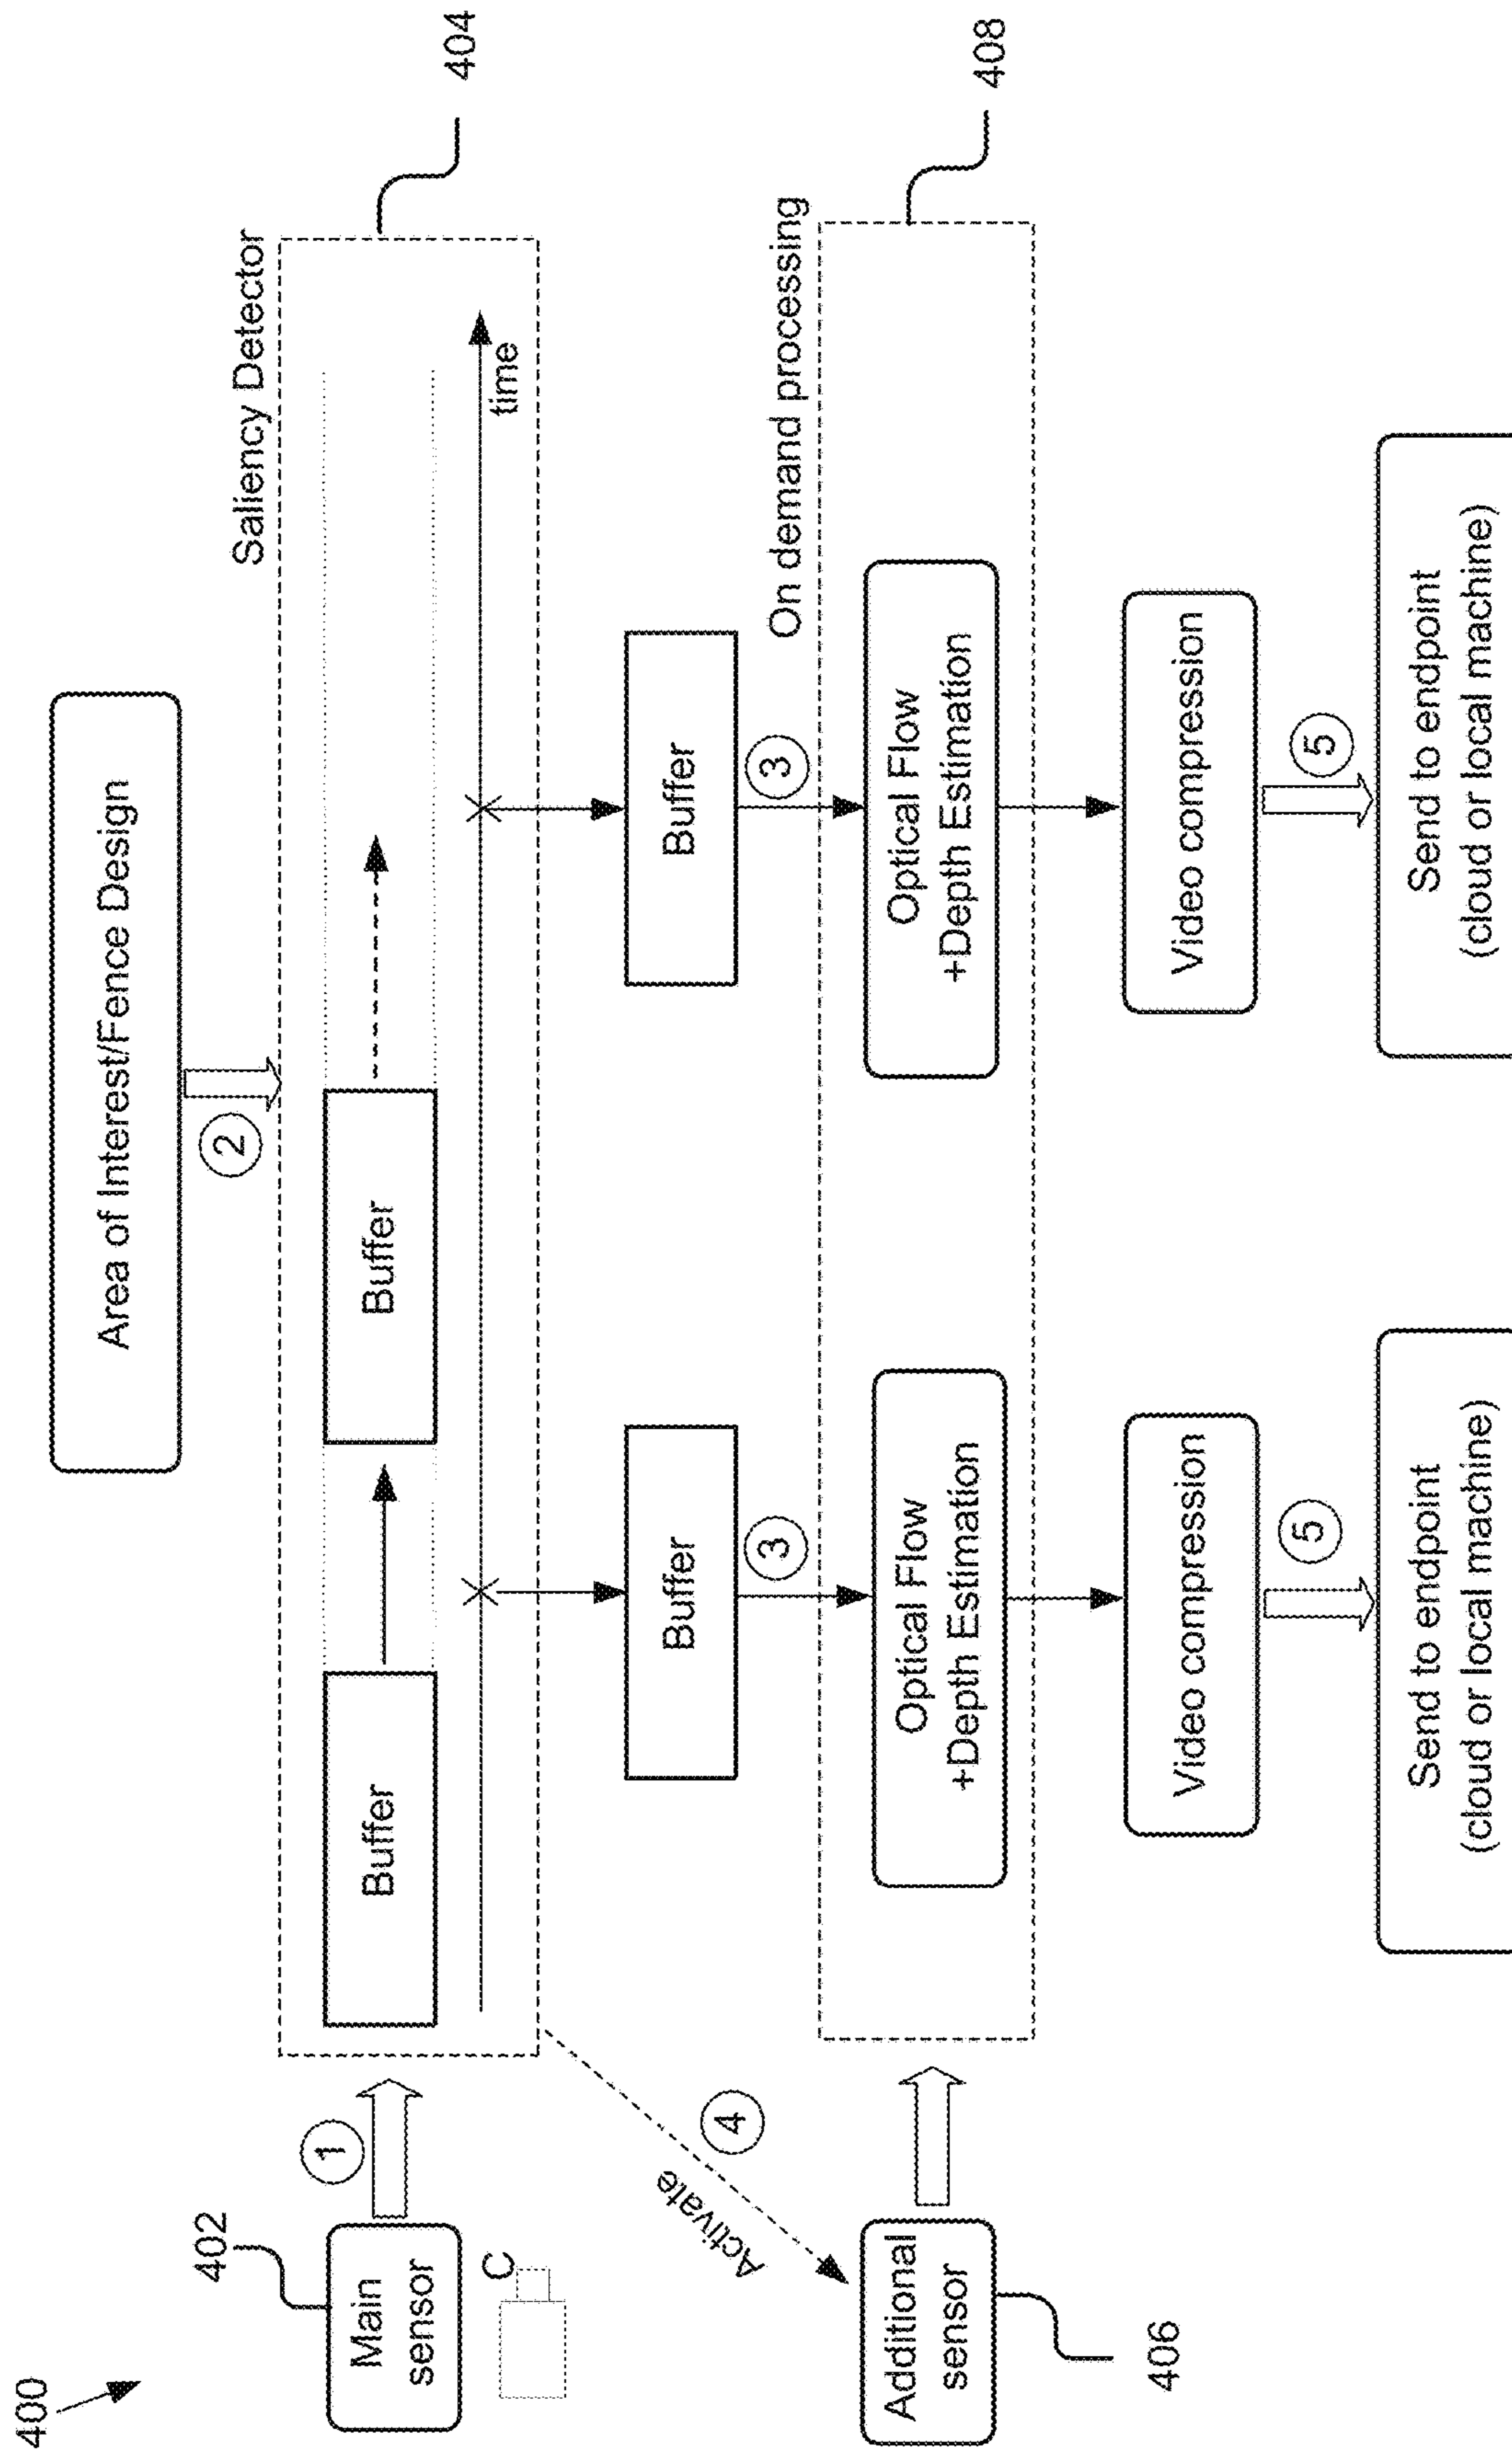 400
Area of Interest/Fence Design
2
Saliency Detector
404
402
Main
sensor
C
1
Buffer
Buffer
time
Activate
4
Buffer
Buffer
3
3
On demand processing
408
Additional
sensor
406
Optical Flow
+Depth Estimation
Optical Flow
+Depth Estimation
Video compression
Video compression
5
5
Send to endpoint
(cloud or local machine)
Send to endpoint
(cloud or local machine)